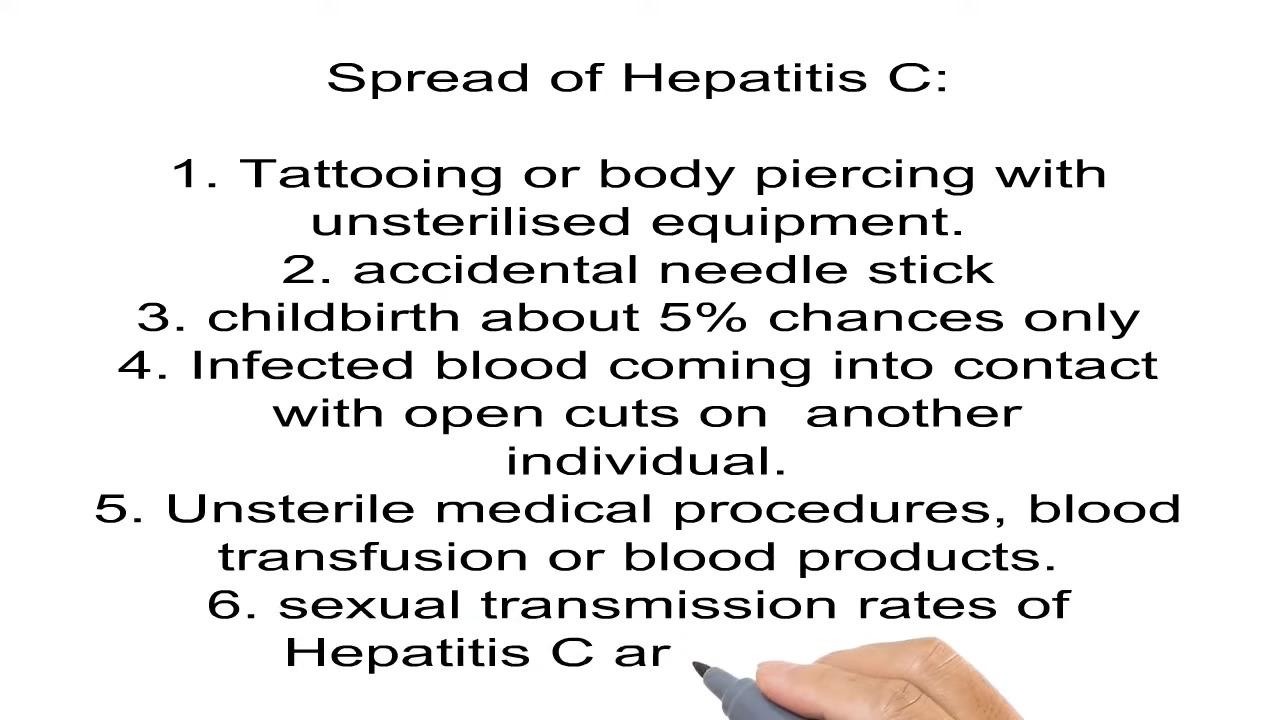 Spread of Hepatitis C:
1. Tattooing or body piercing with
unsterilised equipment.
2. accidental needle stick
3. childbirth about 5% chances only
4. Infected blood coming into contact
with open cuts on  another
individual.
5. Unsterile medical procedures, blood
transfusion or blood products.
6. sexual transmission rates of
Hepatitis C ar